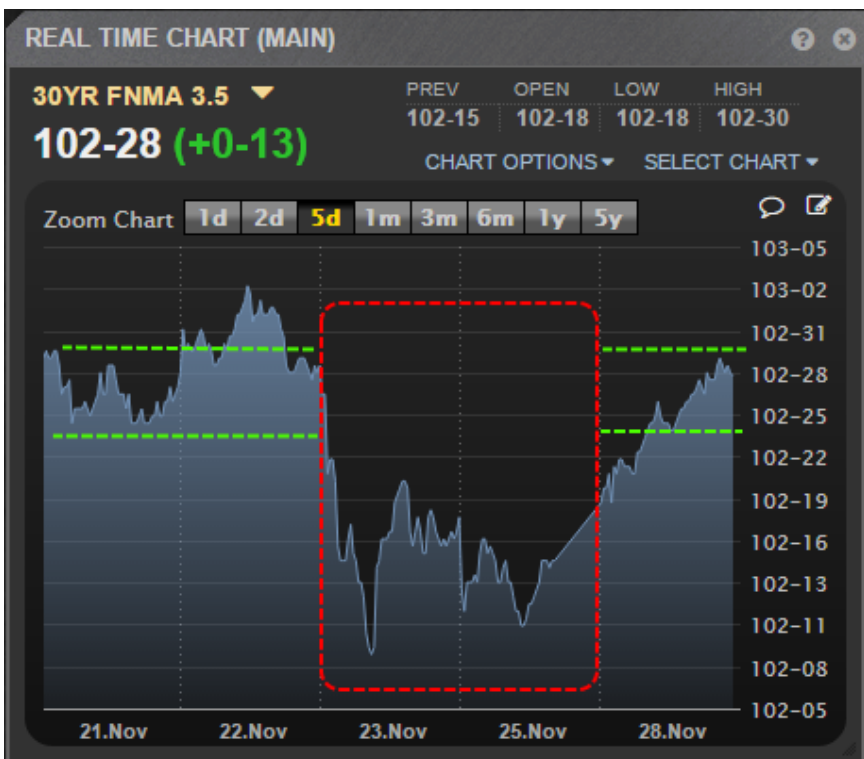 REAL TIME CHART (MAIN)
30YR FNMA 3.5
102-28 (+0-13)
PREV OPEN LOW HIGH
102-15 102-18 102-18 102-30
CHART OPTIONS SELECT CHART
Zoom Chart 1d 2d 5d 1m 3m 6m 1y 5y
103-05
103-02
102-31
102-28
102-25
102-22
102-19
102-16
102-13
102-11
102-08
102-05
21.Nov 22.Nov 23.Nov 25.Nov 28.Nov